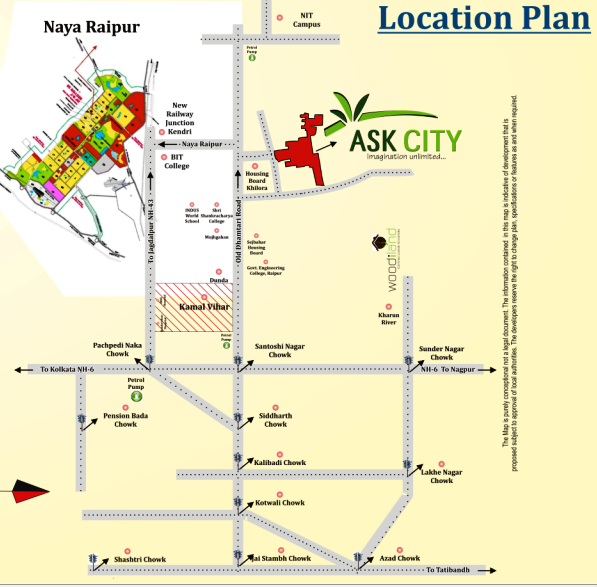 Location Plan
Naya Raipur
NIT
Campus
Petrol
Pump
New
Railway
Junction
Kendri
Naya Raipur
BIT
College
ASK CITY
imagination unlimited...
Housing
Board
Khilora
To Jagdalpur NH-43
Old Dhamtari Road
INDUS
World
School
Shri
Shankracharya
College
Mujigahan
Sejbahar
Housing
Board
Govt. Engineering
College, Raipur
woodiland
Dunda
Kamal Vihar
Kharun
River
Petrol
Pump
Pachpedi Naka
Chowk
Santoshi Nagar
Chowk
Sunder Nagar
Chowk
To Kolkata NH-6
NH-6 To Nagpur
Petrol
Pump
Pension Bada
Chowk
Siddharth
Chowk
Kalibadi Chowk
Lakhe Nagar
Chowk
Kotwali Chowk
Shashtri Chowk
Jai Stambh Chowk
Azad Chowk
To Tatibandh
The Map is purely conceptional not a legal document. The information contained in this map is indicative of development that is
proposed subject to approval of local authorities. The developers reserve the right to change plan, specifications or features as and when required.